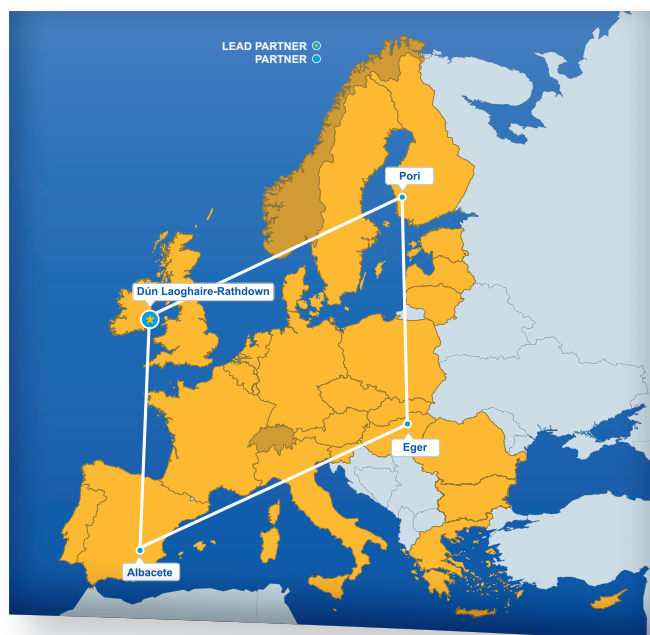 LEAD PARTNER
PARTNER
Pori
Dún Laoghaire-Rathdown
Eger
Albacete